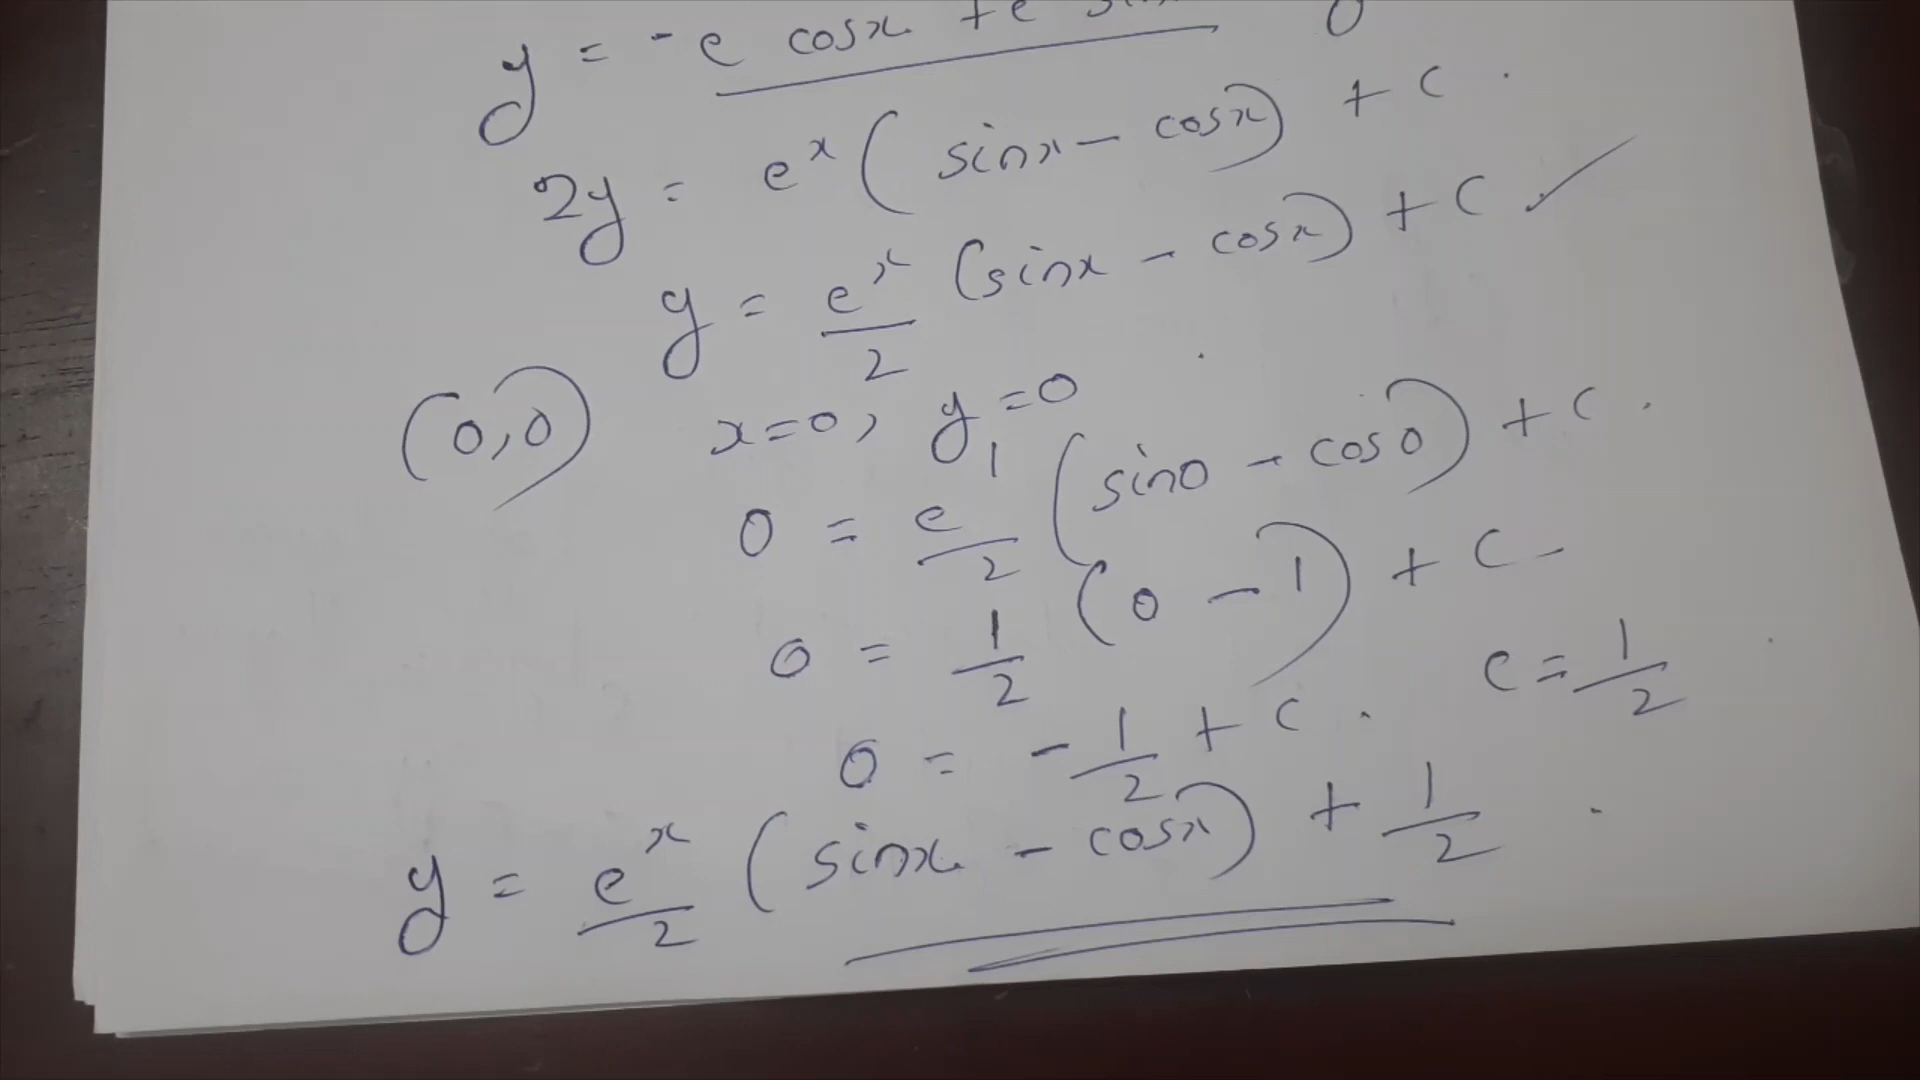 y = - e cosx + e
2y = e^x ( sinx - cosx ) + c .
y = e^x/2 ( sinx - cosx ) + c ✓
(0,0) x=0, y=0
0 = e/2 ( sin0 - cos0 ) + c .
0 = 1/2 ( 0 - 1 ) + c -
0 = - 1/2 + c . c = 1/2
y = e^x/2 ( sinx - cosx ) + 1/2 .